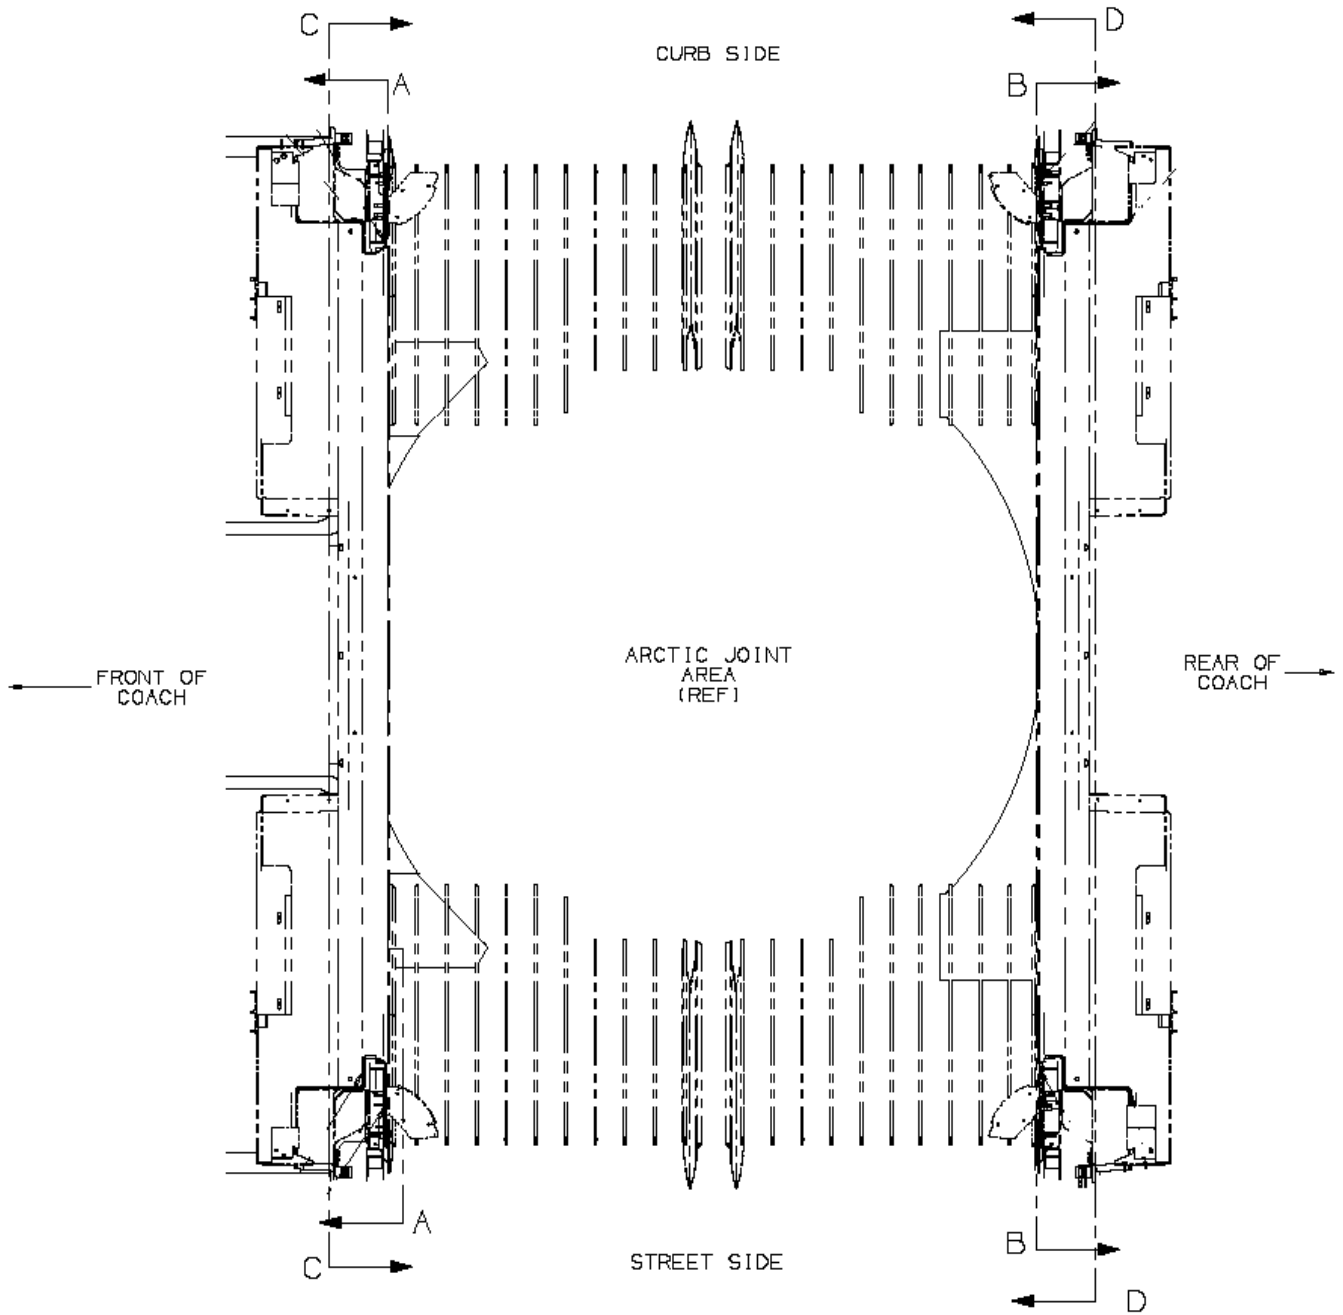 C
D
CURB SIDE
A
B
ARCTIC JOINT
AREA
(REF)
FRONT OF
COACH
REAR OF
COACH
A
B
STREET SIDE
C
D